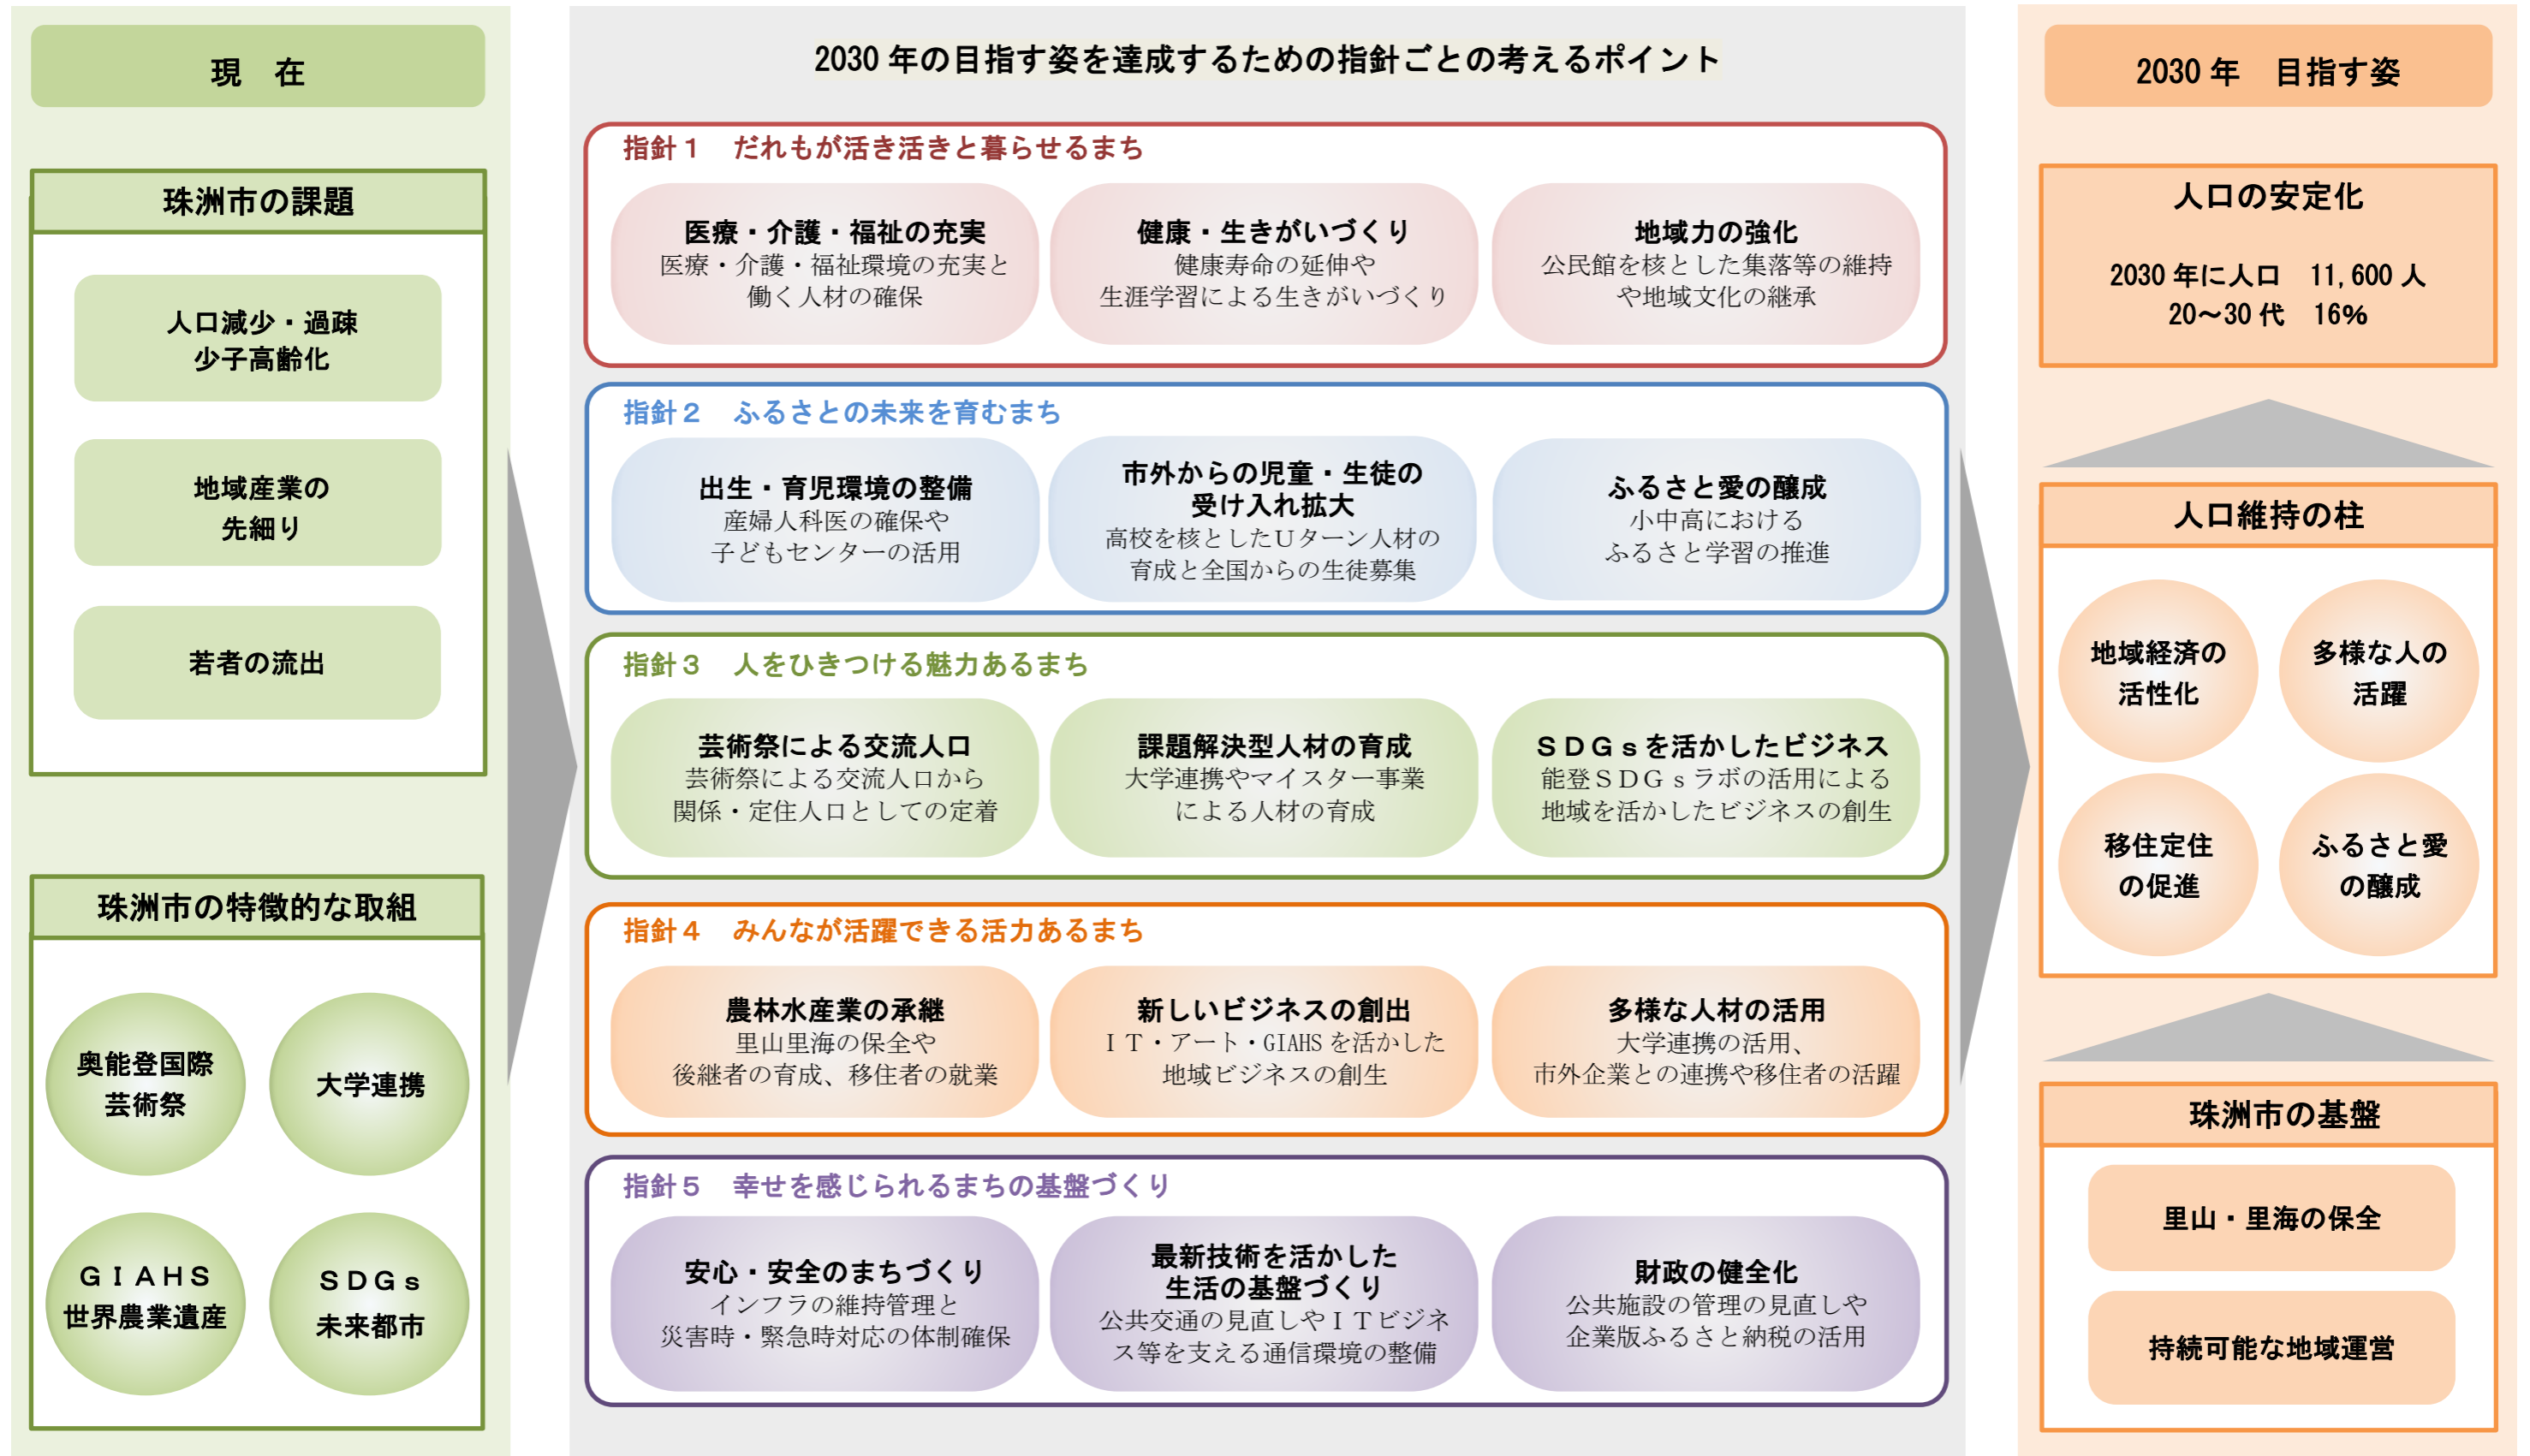 現　在
珠洲市の課題
人口減少・過疎
少子高齢化
地域産業の
先細り
若者の流出
珠洲市の特徴的な取組
奥能登国際
芸術祭
大学連携
ＧＩＡＨＳ
世界農業遺産
ＳＤＧｓ
未来都市
2030 年の目指す姿を達成するための指針ごとの考えるポイント
指針１　だれもが活き活きと暮らせるまち
医療・介護・福祉の充実
医療・介護・福祉環境の充実と
働く人材の確保
健康・生きがいづくり
健康寿命の延伸や
生涯学習による生きがいづくり
地域力の強化
公民館を核とした集落等の維持
や地域文化の継承
指針２　ふるさとの未来を育むまち
出生・育児環境の整備
産婦人科医の確保や
子どもセンターの活用
市外からの児童・生徒の
受け入れ拡大
高校を核としたＵターン人材の
育成と全国からの生徒募集
ふるさと愛の醸成
小中高における
ふるさと学習の推進
指針３　人をひきつける魅力あるまち
芸術祭による交流人口
芸術祭による交流人口から
関係・定住人口としての定着
課題解決型人材の育成
大学連携やマイスター事業
による人材の育成
ＳＤＧｓを活かしたビジネス
能登ＳＤＧｓラボの活用による
地域を活かしたビジネスの創生
指針４　みんなが活躍できる活力あるまち
農林水産業の承継
里山里海の保全や
後継者の育成、移住者の就業
新しいビジネスの創出
ＩＴ・アート・GIAHS を活かした
地域ビジネスの創生
多様な人材の活用
大学連携の活用、
市外企業との連携や移住者の活躍
指針５　幸せを感じられるまちの基盤づくり
安心・安全のまちづくり
インフラの維持管理と
災害時・緊急時対応の体制確保
最新技術を活かした
生活の基盤づくり
公共交通の見直しやＩＴビジネ
ス等を支える通信環境の整備
財政の健全化
公共施設の管理の見直しや
企業版ふるさと納税の活用
2030 年　目指す姿
人口の安定化
2030 年に人口　11,600 人
20～30 代　16%
人口維持の柱
地域経済の
活性化
多様な人の
活躍
移住定住
の促進
ふるさと愛
の醸成
珠洲市の基盤
里山・里海の保全
持続可能な地域運営